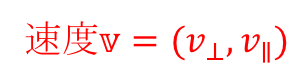 速度𝕧 = (v⊥, v∥)